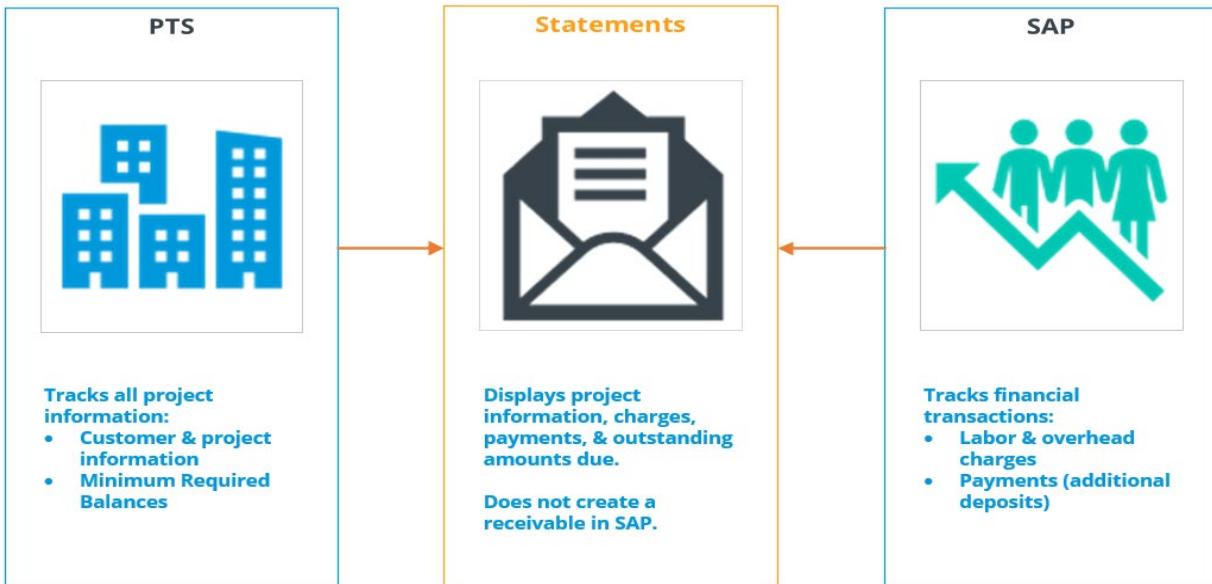 PTS
Tracks all project
information:
• Customer & project
information
• Minimum Required
Balances
Statements
Displays project
information, charges,
payments, & outstanding
amounts due.
Does not create a
receivable in SAP.
SAP
Tracks financial
transactions:
• Labor & overhead
charges
• Payments (additional
deposits)